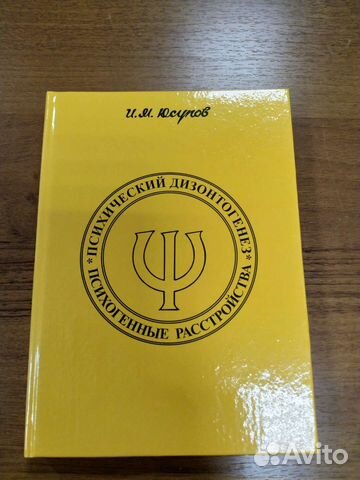 И.М. Юсупов
* ПСИХИЧЕСКИЙ ДИЗОНТОГЕНЕЗ *
Ψ
ПСИХОГЕННЫЕ РАССТРОЙСТВА
Avito